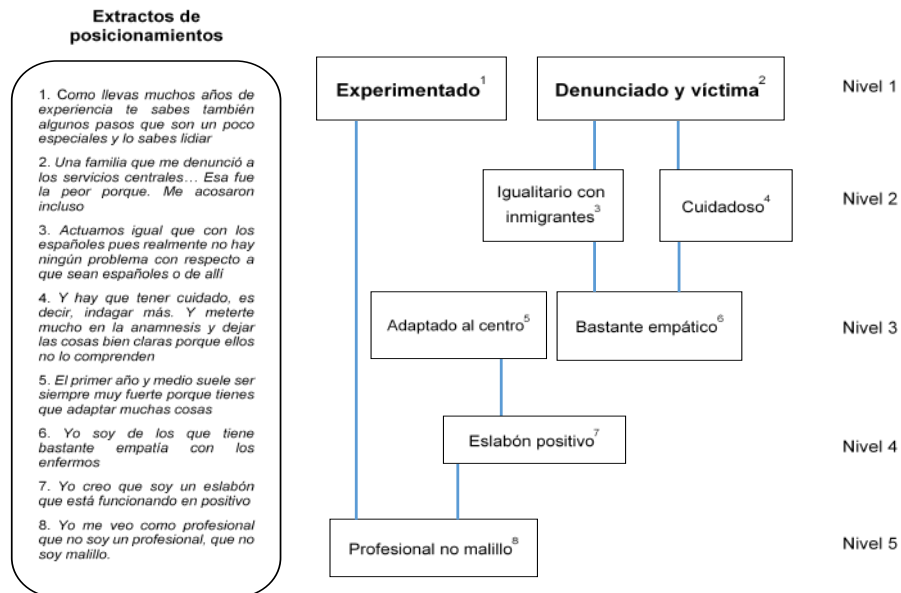 Extractos de
posicionamientos
1. Como llevas muchos años de
experiencia te sabes también
algunos pasos que son un poco
especiales y lo sabes lidiar
2. Una familia que me denunció a
los servicios centrales... Esa fue
la peor porque. Me acosaron
incluso
3. Actuamos igual que con los
españoles pues realmente no hay
ningún problema con respecto a
que sean españoles o de allí
4. Y hay que tener cuidado, es
decir, indagar más. Y meterte
mucho en la anamnesis y dejar
las cosas bien claras porque ellos
no lo comprenden
5. El primer año y medio suele ser
siempre muy fuerte porque tienes
que adaptar muchas cosas
6. Yo soy de los que tiene
bastante empatía con los
enfermos
7. Yo creo que soy un eslabón
que está funcionando en positivo
8. Yo me veo como profesional
que no soy un profesional, que no
soy malillo.
Experimentado1
Denunciado y víctima2
Nivel 1
Igualitario con
inmigrantes3
Cuidadoso4
Nivel 2
Adaptado al centro5
Bastante empático6
Nivel 3
Eslabón positivo7
Nivel 4
Profesional no malillo8
Nivel 5